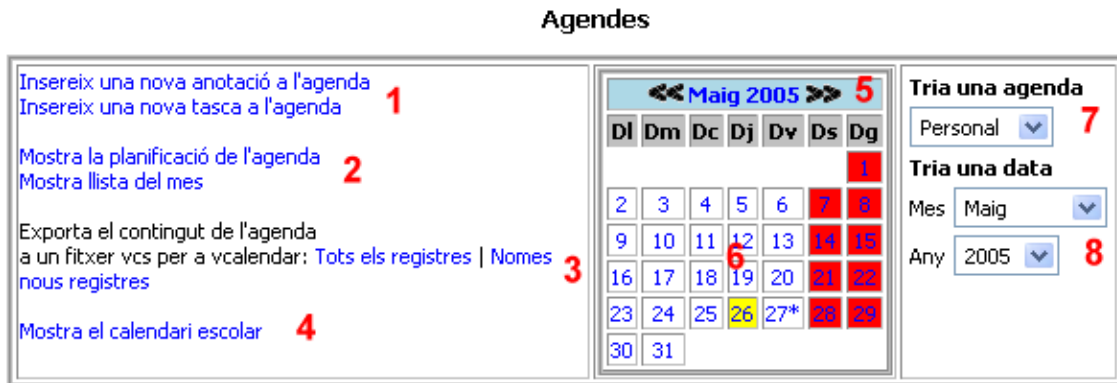 Agendes
Insereix una nova anotació a l'agenda
Insereix una nova tasca a l'agenda
1
Mostra la planificació de l'agenda
Mostra llista del mes
2
Exporta el contingut de l'agenda
a un fitxer vcs per a vcalendar: Tots els registres | Nomes
nous registres
3
Mostra el calendari escolar
4
<< Maig 2005 >> 5
Dl Dm Dc Dj Dv Ds Dg
1
2 3 4 5 6 7 8
9 10 11 12 13 14 15
6
16 17 18 19 20 21 22
23 24 25 26 27* 28 29
30 31
Tria una agenda
Personal
7
Tria una data
Mes Maig
Any 2005
8